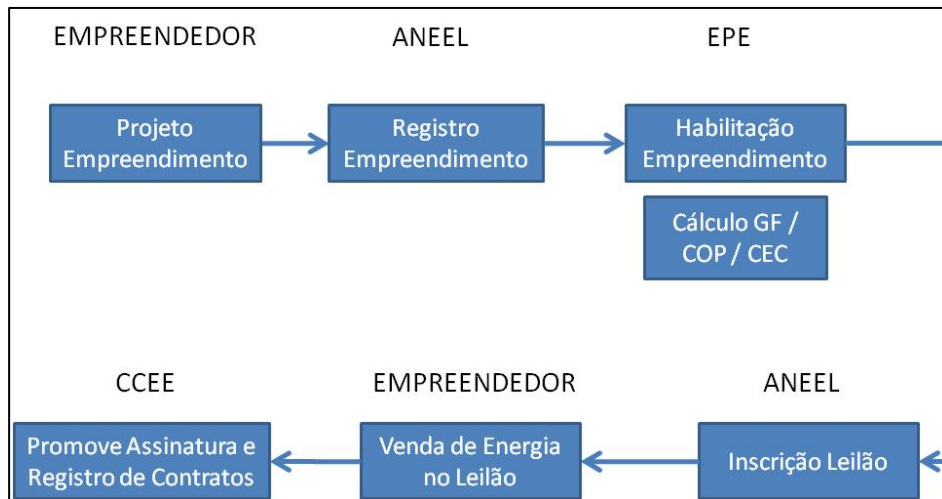 EMPREENDEDOR
ANEEL
EPE
Projeto
Empreendimento
Registro
Empreendimento
Habilitação
Empreendimento
Cálculo GF /
COP / CEC
CCEE
EMPREENDEDOR
ANEEL
Promove Assinatura e
Registro de Contratos
Venda de Energia
no Leilão
Inscrição Leilão